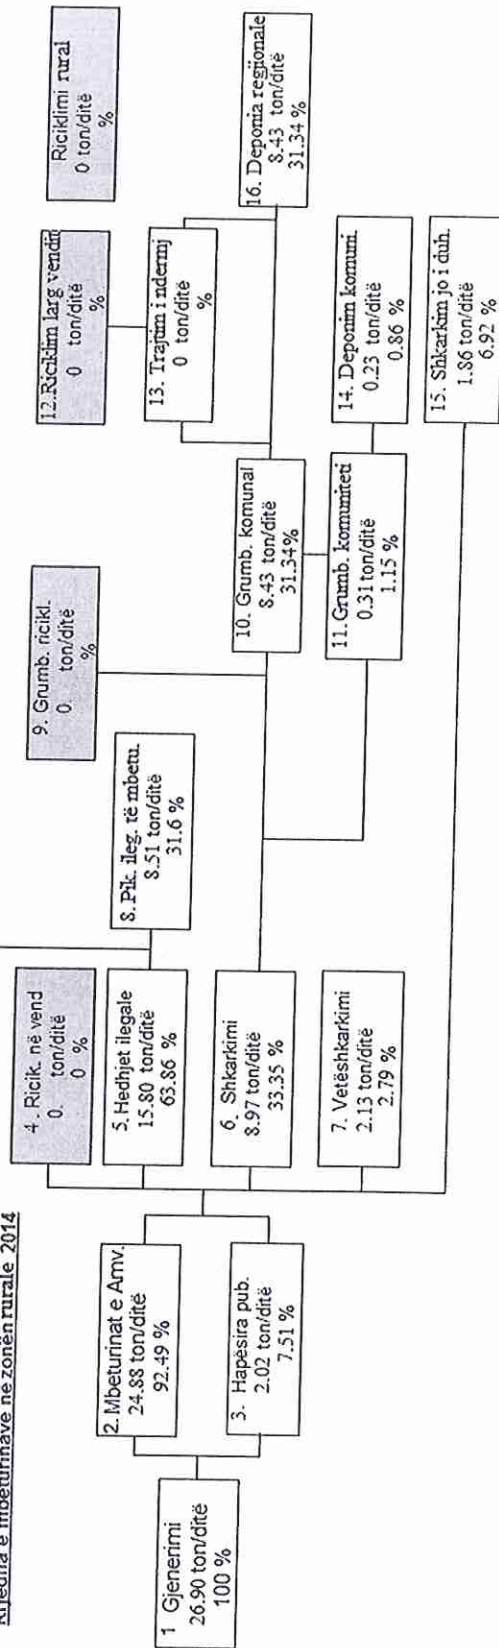 Rrjedha e mbeturinave në zonën rurale 2014
1 Gjenerimi
26.90 ton/ditë
100 %
2. Mbeturinat e Amv.
24.88 ton/ditë
92.49 %
3. Hapësira pub.
2.02 ton/ditë
7.51 %
4 . Ricik. në vend
0. ton/ditë
0 %
5. Hedhjet ilegale
15.80 ton/ditë
63.86 %
6. Shkarkimi
8.97 ton/ditë
33.35 %
7. Vetëshkarkimi
2.13 ton/ditë
2.79 %
8. Pik. ileg. të mbetu.
8.51 ton/ditë
31.6 %
9. Grumb. ricikl.
0. ton/ditë
%
10. Grumb. komunal
8.43 ton/ditë
31.34%
11. Grumb. komuniteti
0.31 ton/ditë
1.15 %
12. Riciklim larg vendit
0 ton/ditë
%
13. Trajtim i ndermj
0 ton/ditë
%
14. Deponim komuni.
0.23 ton/ditë
0.86 %
15. Shkarkim jo i duh.
1.86 ton/ditë
6.92 %
Riciklimi rural
0 ton/ditë
%
16. Deponia regjionale
8.43 ton/ditë
31.34 %